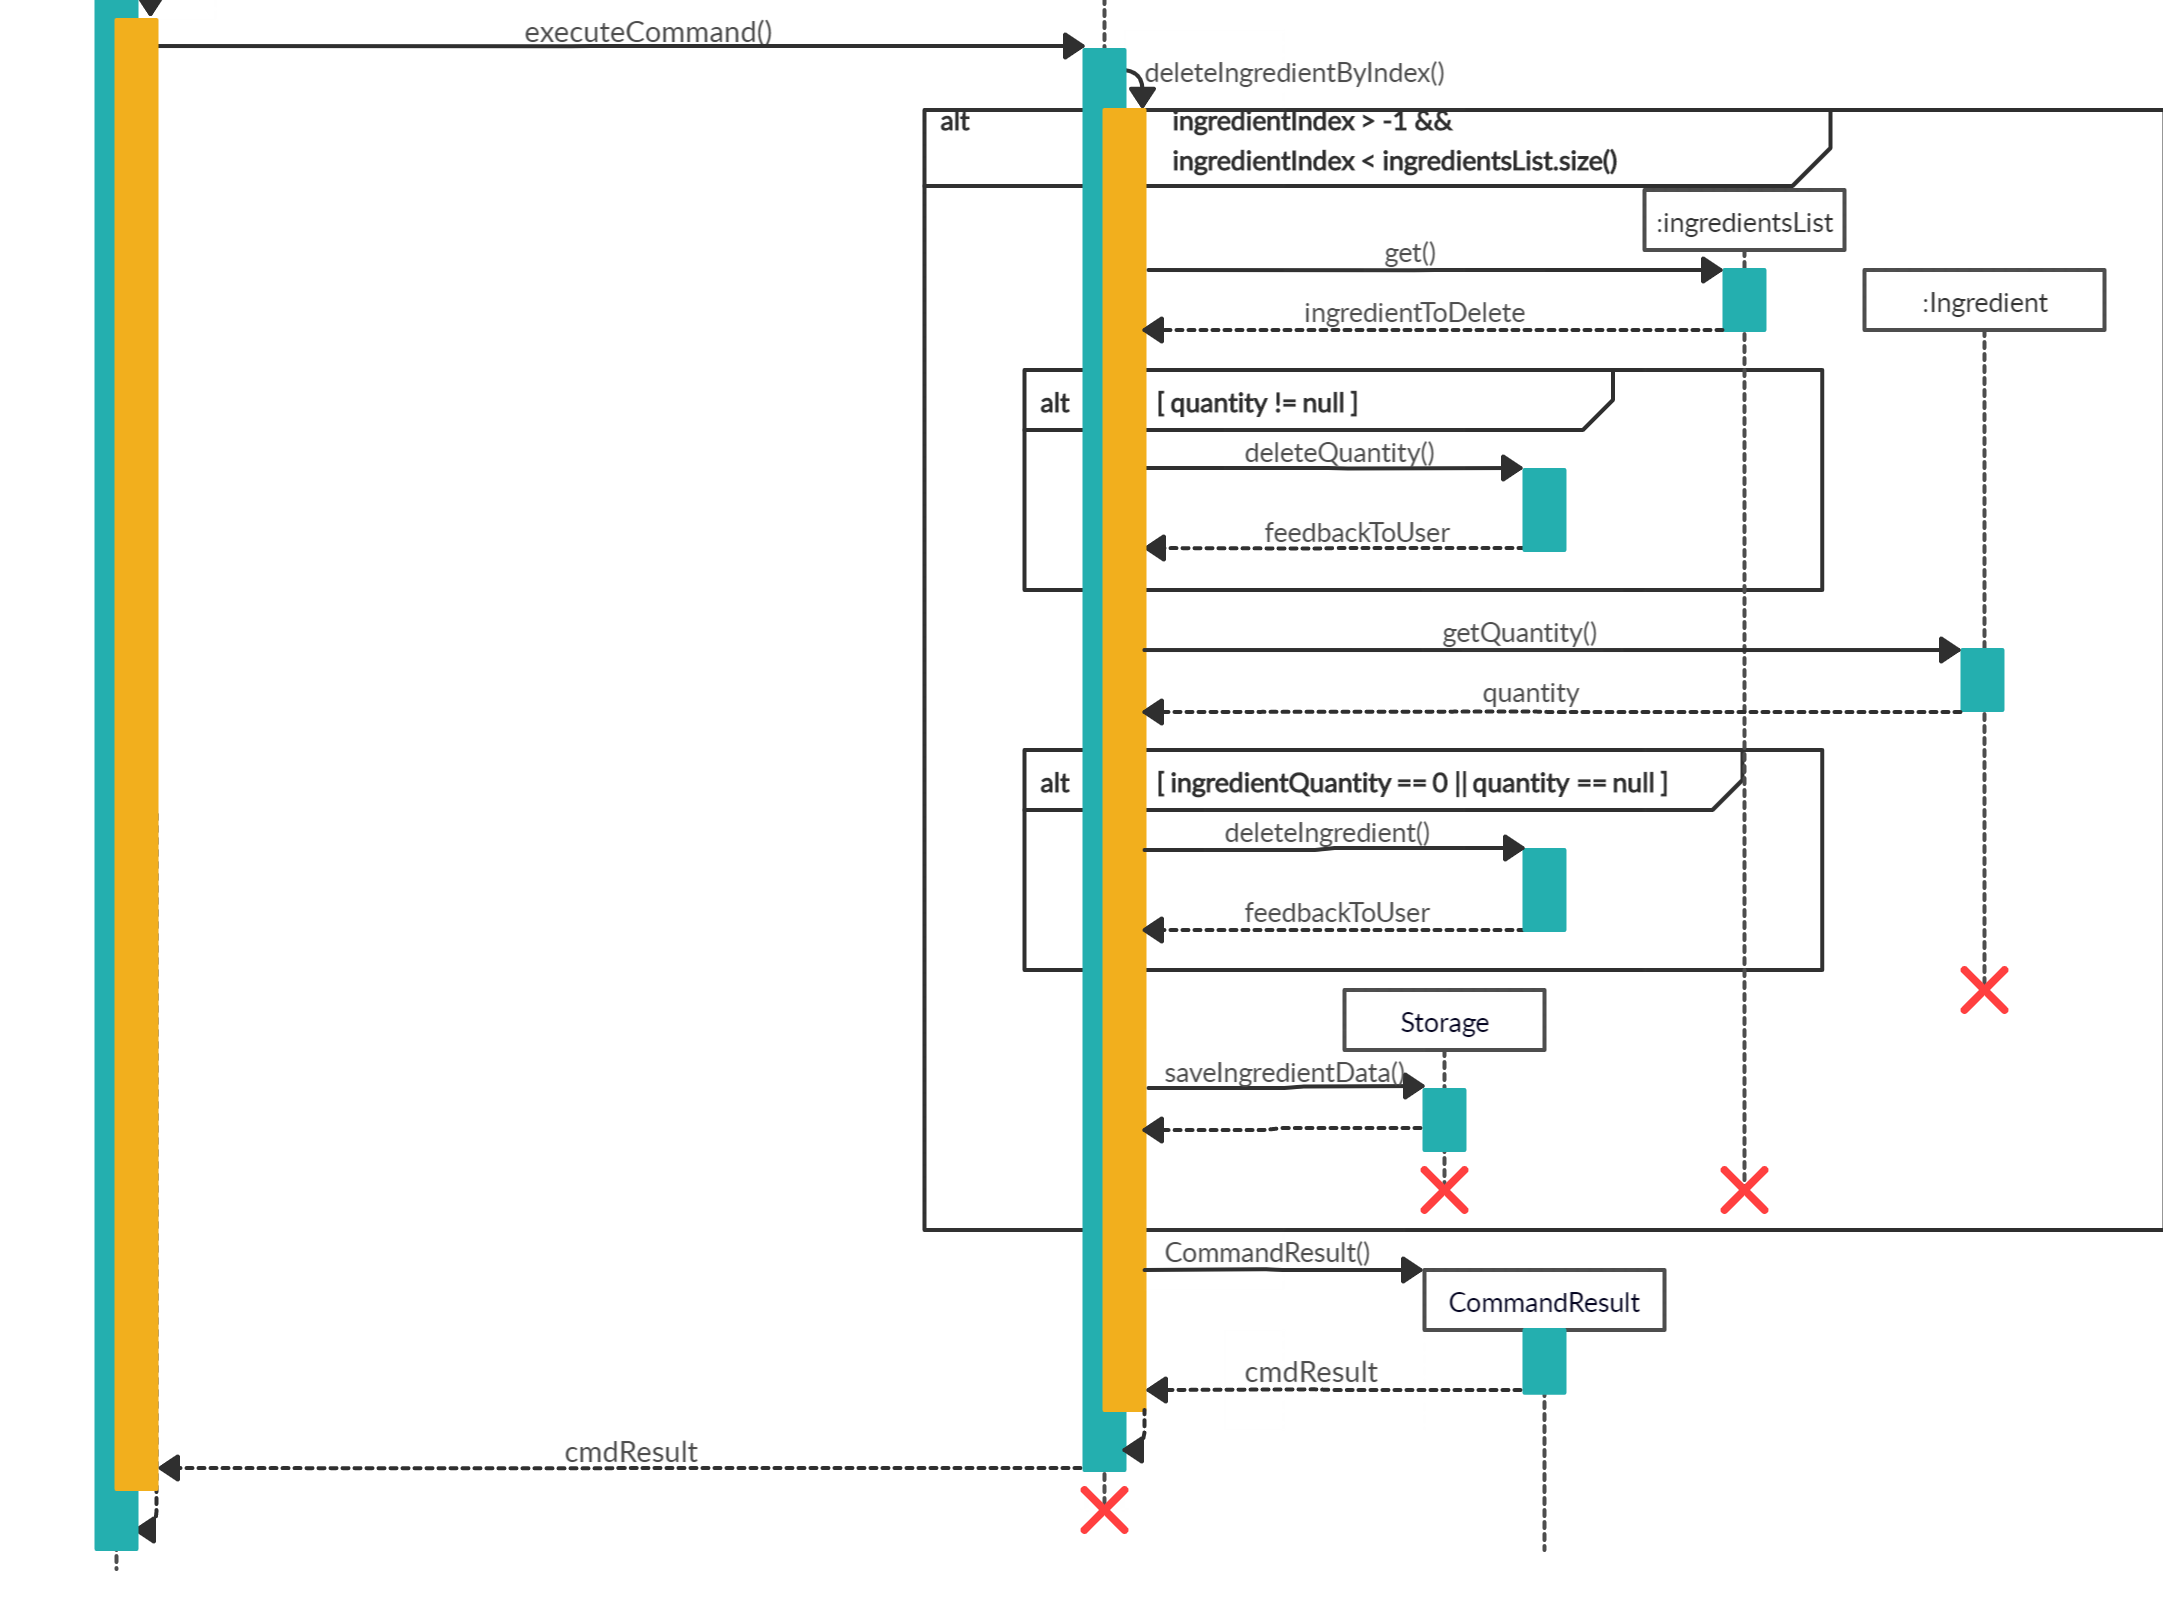 executeCommand()
deleteIngredientByIndex()
alt
ingredientIndex > -1 &&
ingredientIndex < ingredientsList.size()
:ingredientsList
get()
:Ingredient
ingredientToDelete
alt
[ quantity != null ]
deleteQuantity()
feedbackToUser
getQuantity()
quantity
alt
[ ingredientQuantity == 0 || quantity == null ]
deleteIngredient()
feedbackToUser
Storage
saveIngredientData()
CommandResult()
CommandResult
cmdResult
cmdResult